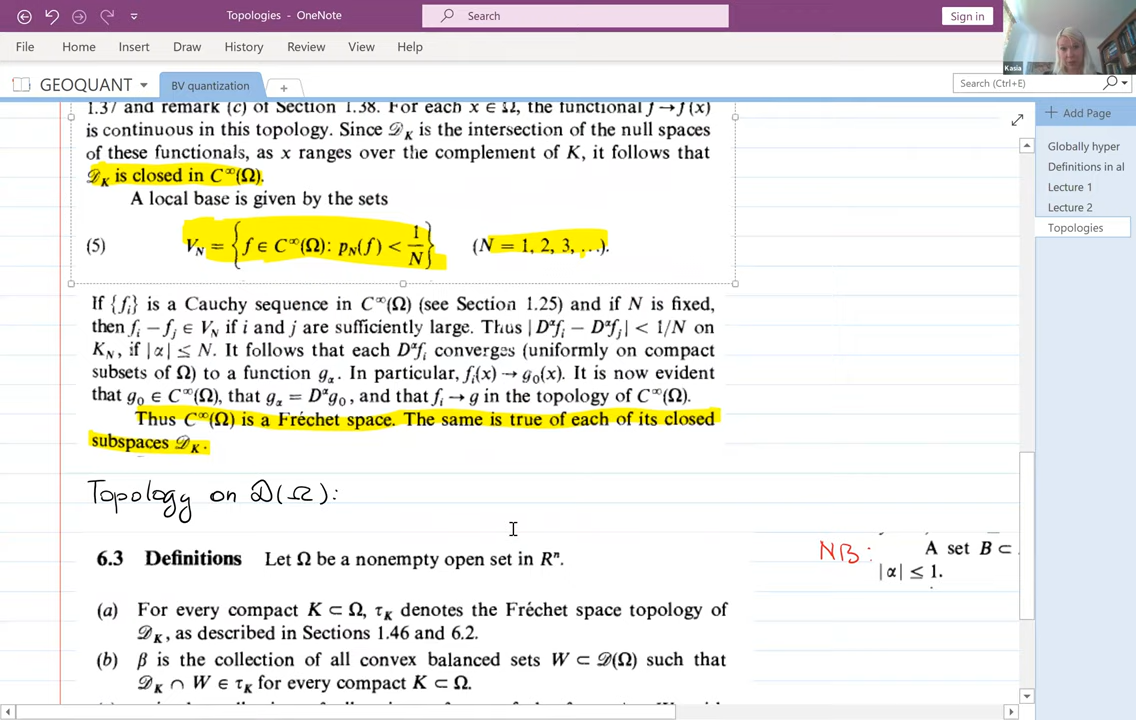 Topologies - OneNote
Search
Sign in
File Home Insert Draw History Review View Help
Kasia
GEOQUANT
BV quantization
Search (Ctrl+E)
Add Page
Globally hyper
Definitions in al
Lecture 1
Lecture 2
Topologies
1.37 and remark (c) of Section 1.38. For each x ∈ Ω, the functional f → f(x)
is continuous in this topology. Since 𝒟_K is the intersection of the null spaces
of these functionals, as x ranges over the complement of K, it follows that
𝒟_K is closed in C^∞(Ω).
A local base is given by the sets
(5) V_N = { f ∈ C^∞(Ω): p_N(f) < 1/N } (N = 1, 2, 3, ...).
If {f_i} is a Cauchy sequence in C^∞(Ω) (see Section 1.25) and if N is fixed,
then f_i − f_j ∈ V_N if i and j are sufficiently large. Thus |D^αf_i − D^αf_j| < 1/N on
K_N, if |α| ≤ N. It follows that each D^αf_i converges (uniformly on compact
subsets of Ω) to a function g_α. In particular, f_i(x) → g_0(x). It is now evident
that g_0 ∈ C^∞(Ω), that g_α = D^αg_0, and that f_i → g in the topology of C^∞(Ω).
Thus C^∞(Ω) is a Fréchet space. The same is true of each of its closed
subspaces 𝒟_K.
Topology on 𝒟(Ω):
6.3 Definitions Let Ω be a nonempty open set in R^n.
(a) For every compact K ⊂ Ω, τ_K denotes the Fréchet space topology of
𝒟_K, as described in Sections 1.46 and 6.2.
(b) β is the collection of all convex balanced sets W ⊂ 𝒟(Ω) such that
𝒟_K ∩ W ∈ τ_K for every compact K ⊂ Ω.
NB: A set B ⊂
|α| ≤ 1.